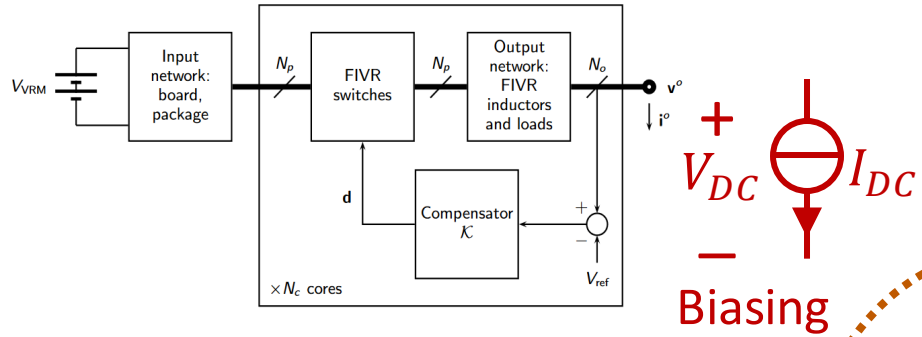 V_VRM
Input
network:
board,
package
N_p
FIVR
switches
N_p
Output
network:
FIVR
inductors
and loads
N_o
v^o
i^o
d
Compensator
K
+
−
V_ref
×N_c cores
+
V_DC
−
I_DC
Biasing